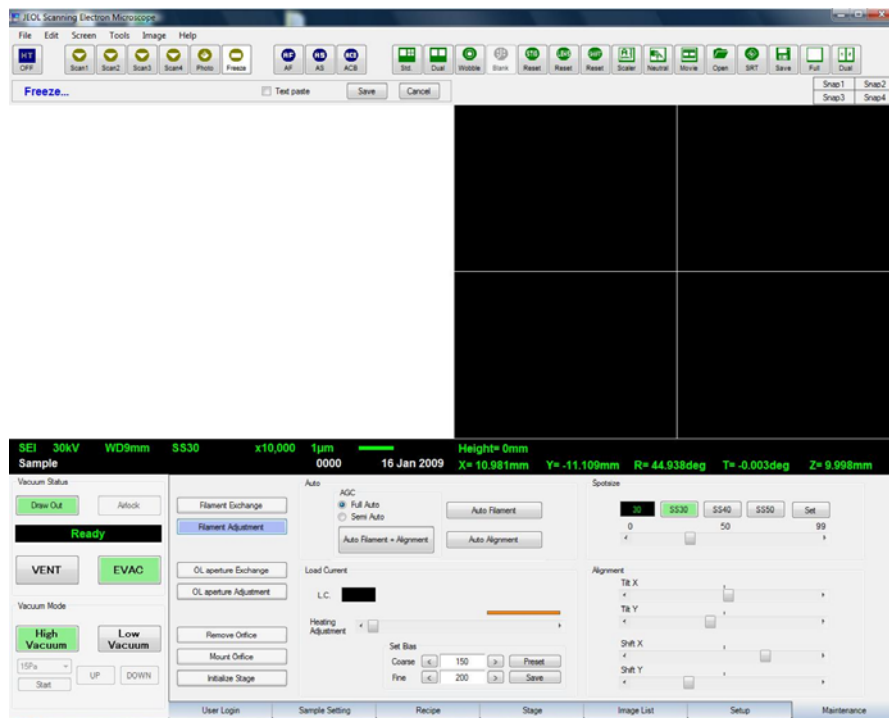 JEOL Scanning Electron Microscope
File Edit Screen Tools Image Help
HT AF AS ACB STG LENS SHIFT A
OFF Scan1 Scan2 Scan3 Scan4 Photo Freeze AF AS ACB Std. Dual Wobble Blank Reset Reset Reset Scaler Neutral Movie Open SRT Save Full Dual
Freeze... Text paste Save Cancel
Snap1 Snap2
Snap3 Snap4
SEI 30kV WD9mm SS30 x10,000 1µm Height= 0mm
Sample 0000 16 Jan 2009 X= 10.981mm Y= -11.109mm R= 44.938deg T= -0.003deg Z= 9.998mm
Vacuum Status
Draw Out Airlock
Ready
VENT EVAC
Vacuum Mode
High Vacuum Low Vacuum
15Pa UP DOWN
Start
Filament Exchange
Filament Adjustment
OL aperture Exchange
OL aperture Adjustment
Remove Orifice
Mount Orifice
Initialize Stage
Auto
AGC
Full Auto
Semi Auto
Auto Filament
Auto Filament + Alignment Auto Alignment
Load Current
L.C.
Heating Adjustment
Set Bias
Coarse < 150 > Preset
Fine < 200 > Save
Spotsize
30 SS30 SS40 SS50 Set
0 50 99
Alignment
Tilt X
Tilt Y
Shift X
Shift Y
User Login Sample Setting Recipe Stage Image List Setup Maintenance